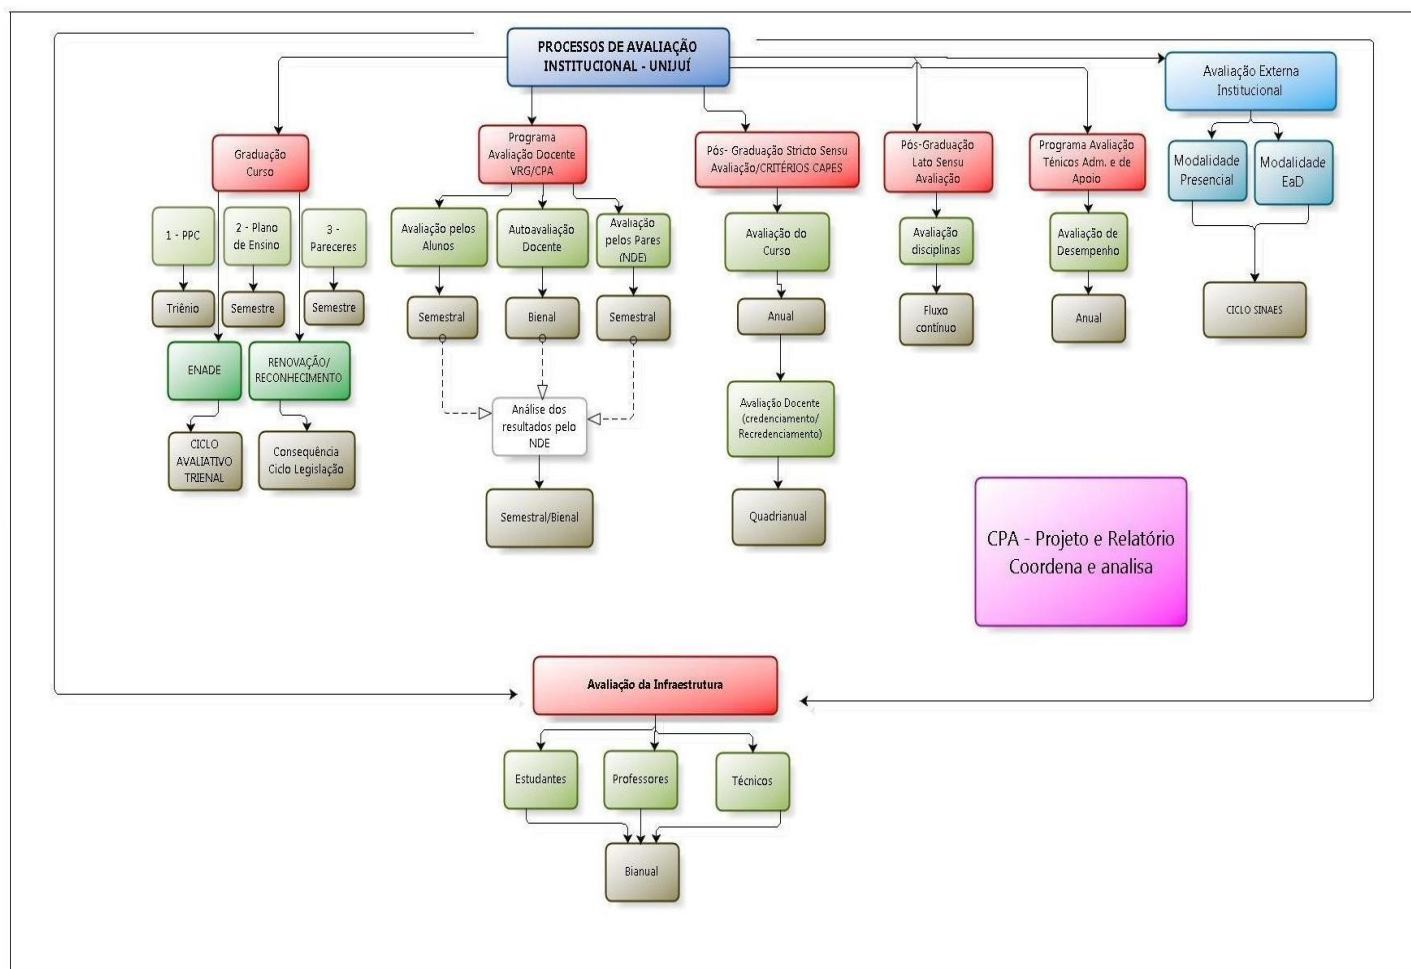 PROCESSOS DE AVALIAÇÃO
INSTITUCIONAL - UNIJUÍ
Avaliação Externa
Institucional
Graduação
Curso
Programa
Avaliação Docente
VRG/CPA
Pós- Graduação Stricto Sensu
Avaliação/CRITÉRIOS CAPES
Pós-Graduação
Lato Sensu
Avaliação
Programa Avaliação
Ténicos Adm. e de
Apoio
Modalidade
Presencial
Modalidade
EaD
1 - PPC
2 - Plano
de Ensino
3 -
Pareceres
Avaliação pelos
Alunos
Autoavaliação
Docente
Avaliação
pelos Pares
(NDE)
Avaliação do
Curso
Avaliação
disciplinas
Avaliação de
Desempenho
Triênio
Semestre
Semestre
Semestral
Bienal
Semestral
Anual
Fluxo
contínuo
Anual
CICLO SINAES
ENADE
RENOVAÇÃO/
RECONHECIMENTO
Análise dos
resultados pelo
NDE
Avaliação Docente
(credenciamento/
Recredenciamento)
CICLO
AVALIATIVO
TRIENAL
Consequência
Ciclo Legislação
Semestral/Bienal
Quadrianual
CPA - Projeto e Relatório
Coordena e analisa
Avaliação da Infraestrutura
Estudantes
Professores
Técnicos
Bianual